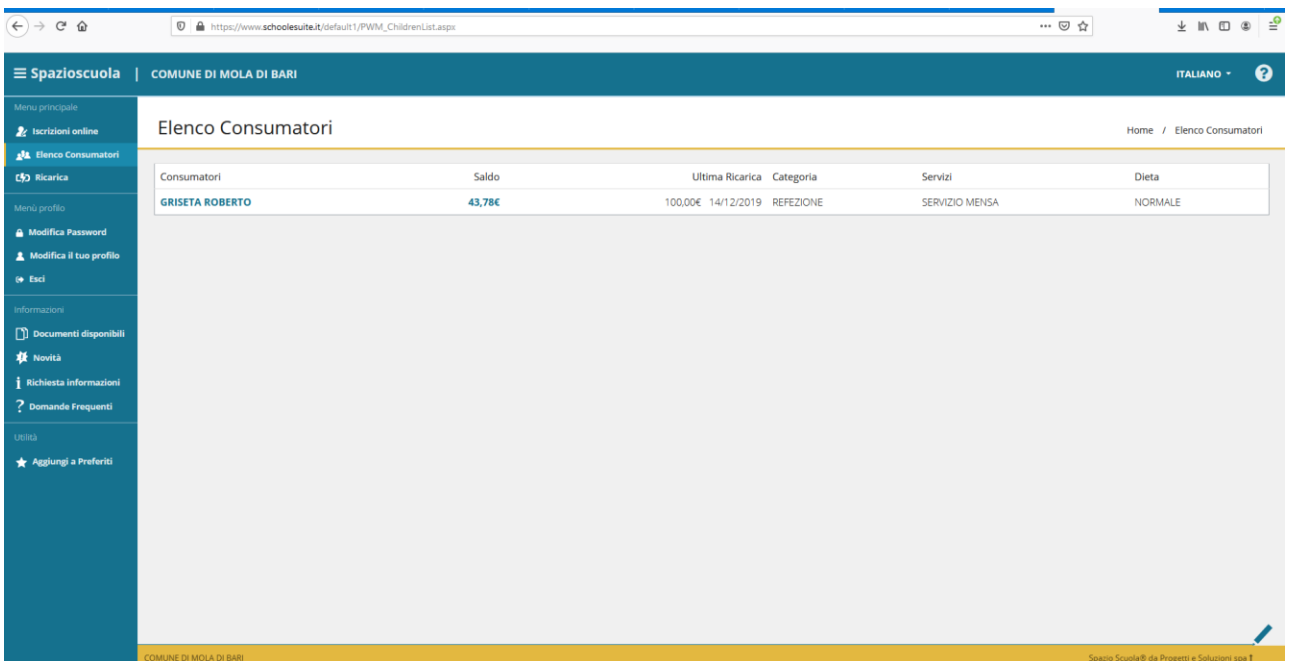 https://www.schoolesuite.it/default1/PWM_ChildrenList.aspx
Spazioscuola | COMUNE DI MOLA DI BARI
ITALIANO
Menu principale
Iscrizioni online
Elenco Consumatori
Ricarica
Menù profilo
Modifica Password
Modifica il tuo profilo
Esci
Informazioni
Documenti disponibili
Novità
Richiesta informazioni
Domande Frequenti
Utilità
Aggiungi a Preferiti
Elenco Consumatori
Home / Elenco Consumatori
Consumatori Saldo Ultima Ricarica Categoria Servizi Dieta
GRISETA ROBERTO 43,78€ 100,00€ 14/12/2019 REFEZIONE SERVIZIO MENSA NORMALE
COMUNE DI MOLA DI BARI
Spazio Scuola® da Progetti e Soluzioni spa